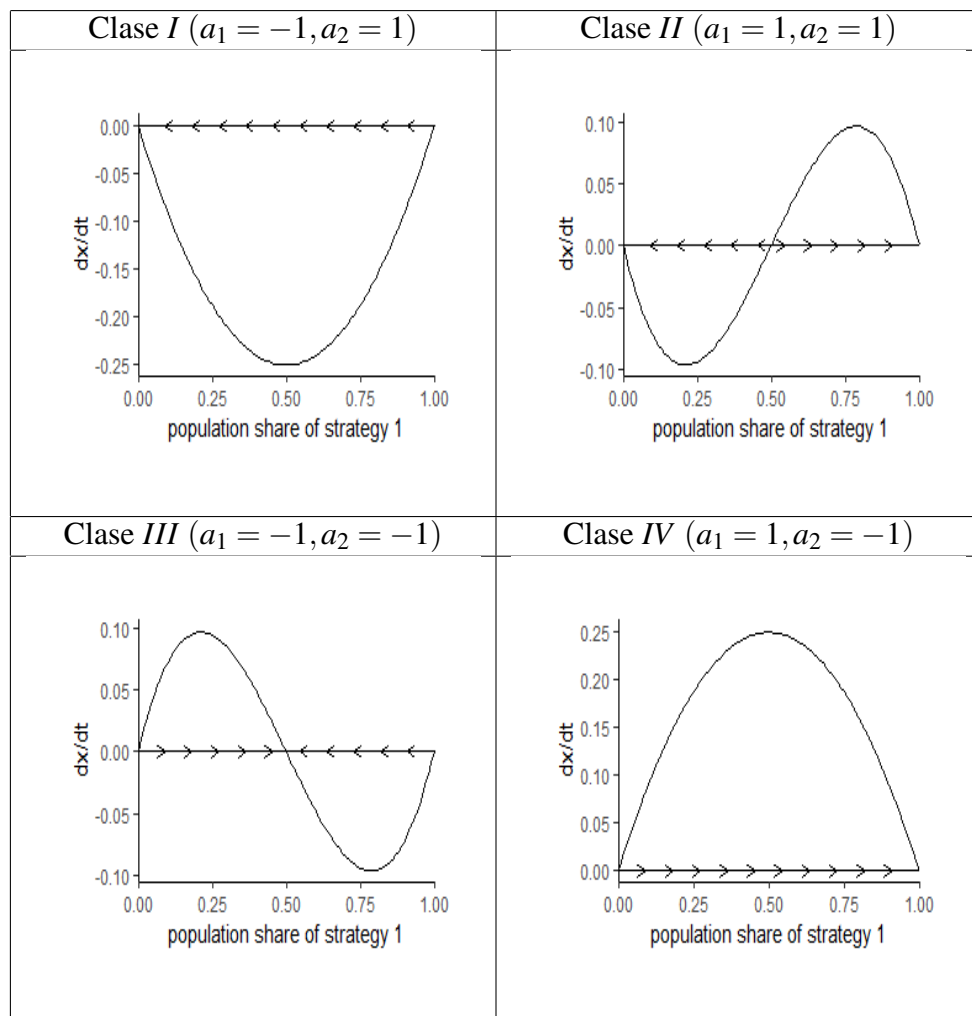 Clase I (a₁ = −1, a₂ = 1)
0.00
-0.05
-0.10
-0.15
-0.20
-0.25
dx/dt
0.00 0.25 0.50 0.75 1.00
population share of strategy 1
Clase II (a₁ = 1, a₂ = 1)
0.10
0.05
0.00
-0.05
-0.10
dx/dt
0.00 0.25 0.50 0.75 1.00
population share of strategy 1
Clase III (a₁ = −1, a₂ = −1)
0.10
0.05
0.00
-0.05
-0.10
dx/dt
0.00 0.25 0.50 0.75 1.00
population share of strategy 1
Clase IV (a₁ = 1, a₂ = −1)
0.25
0.20
0.15
0.10
0.05
0.00
dx/dt
0.00 0.25 0.50 0.75 1.00
population share of strategy 1